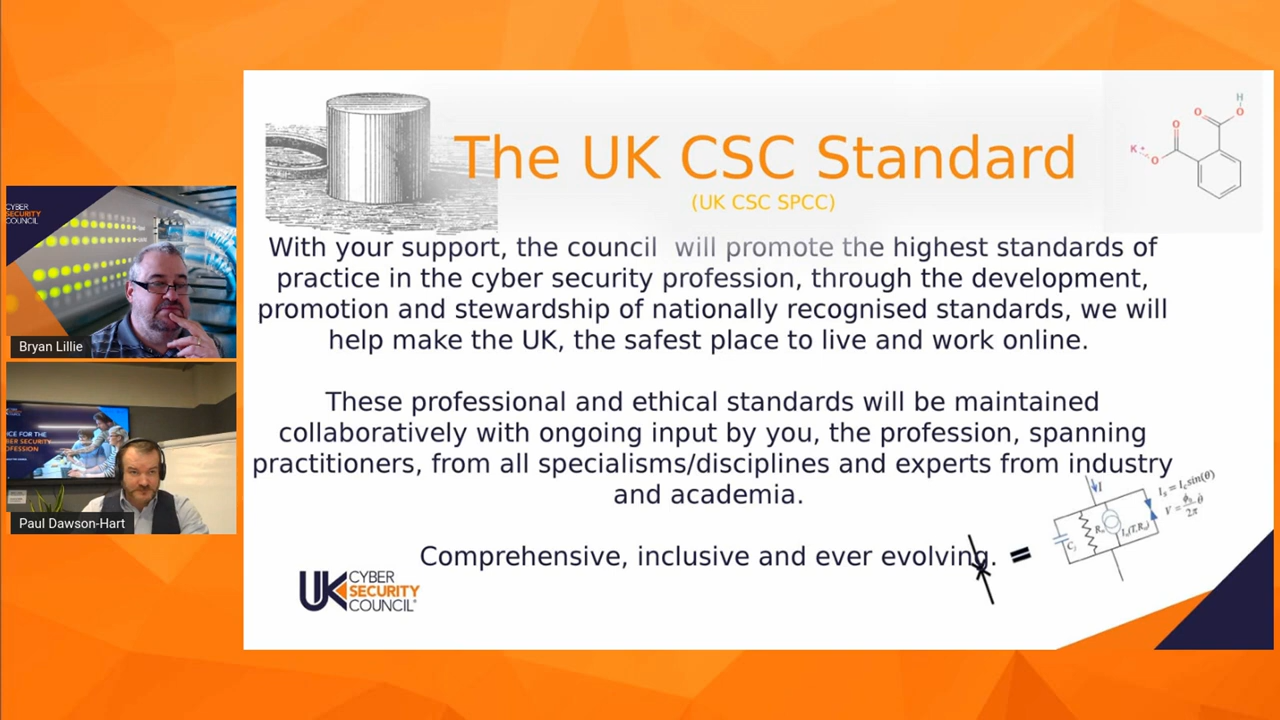 The UK CSC Standard
(UK CSC SPCC)
With your support, the council will promote the highest standards of
practice in the cyber security profession, through the development,
promotion and stewardship of nationally recognised standards, we will
help make the UK, the safest place to live and work online.
These professional and ethical standards will be maintained
collaboratively with ongoing input by you, the profession, spanning
practitioners, from all specialisms/disciplines and experts from industry
and academia.
Comprehensive, inclusive and ever evolving.
UK CYBER
SECURITY
COUNCIL
H
O
O
O
K+
O
I
=
Cⱼ
CYBER
SECURITY
COUNCIL
Bryan Lillie
Paul Dawson-Hart